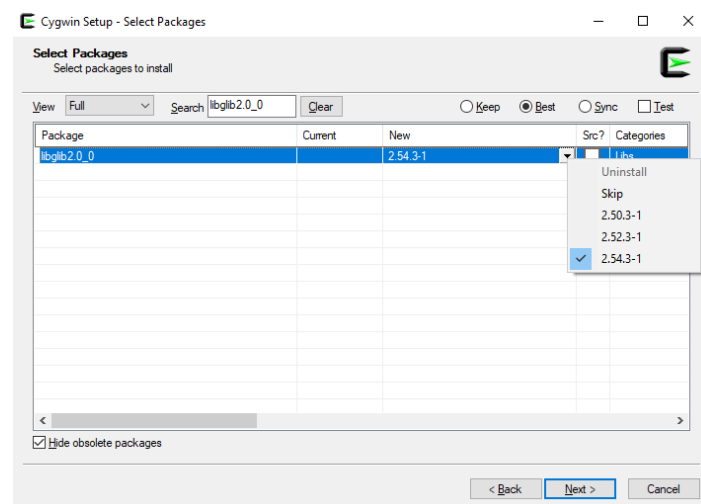 Cygwin Setup - Select Packages
Select Packages
Select packages to install
View Full Search libglib2.0_0 Clear Keep Best Sync Test
Package Current New Src? Categories
libglib2.0_0 2.54.3-1 Libs
Uninstall
Skip
2.50.3-1
2.52.3-1
2.54.3-1
Hide obsolete packages
< Back Next > Cancel